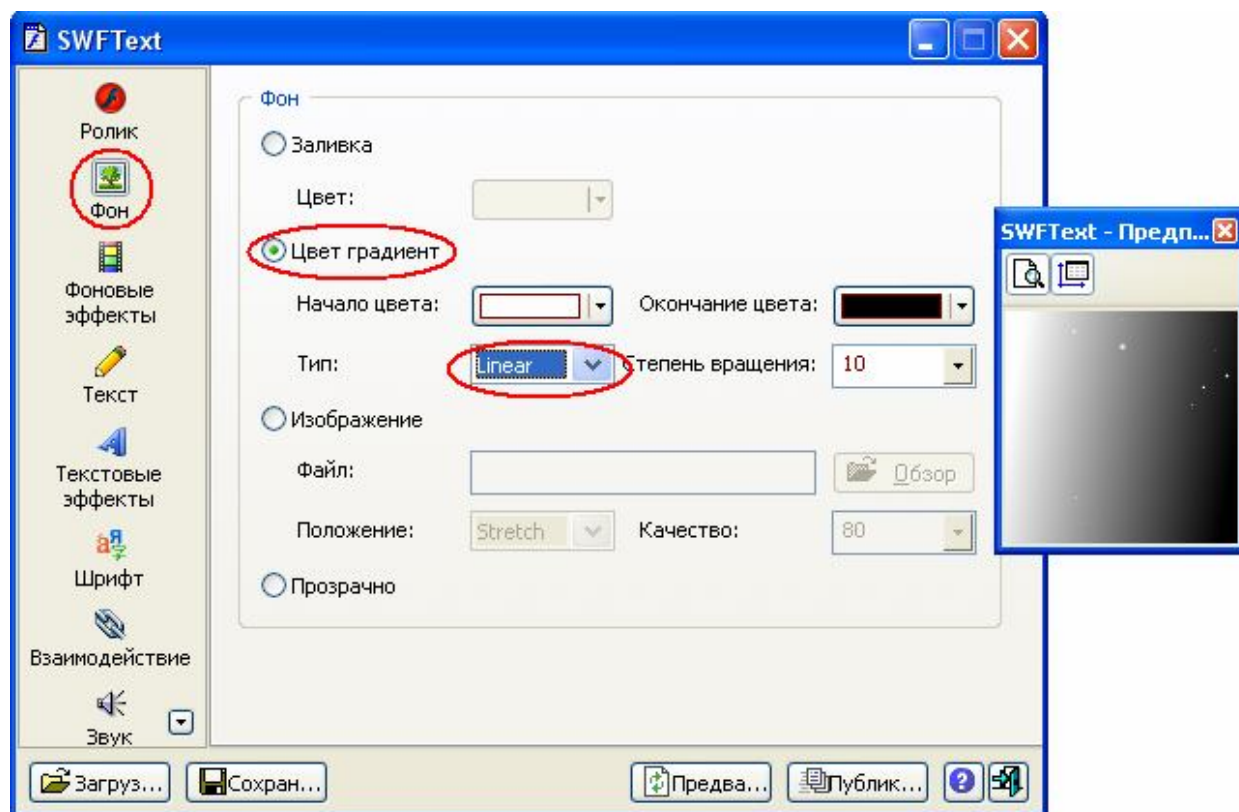 SWFText
Ролик
Фон
Фоновые
эффекты
Текст
Текстовые
эффекты
Шрифт
Взаимодействие
Звук
Фон
Заливка
Цвет:
Цвет градиент
Начало цвета:
Окончание цвета:
Тип:
Linear
Степень вращения:
10
Изображение
Файл:
Обзор
Положение:
Stretch
Качество:
80
Прозрачно
SWFText - Предп...
Загруз...
Сохран...
Предва...
Публик...